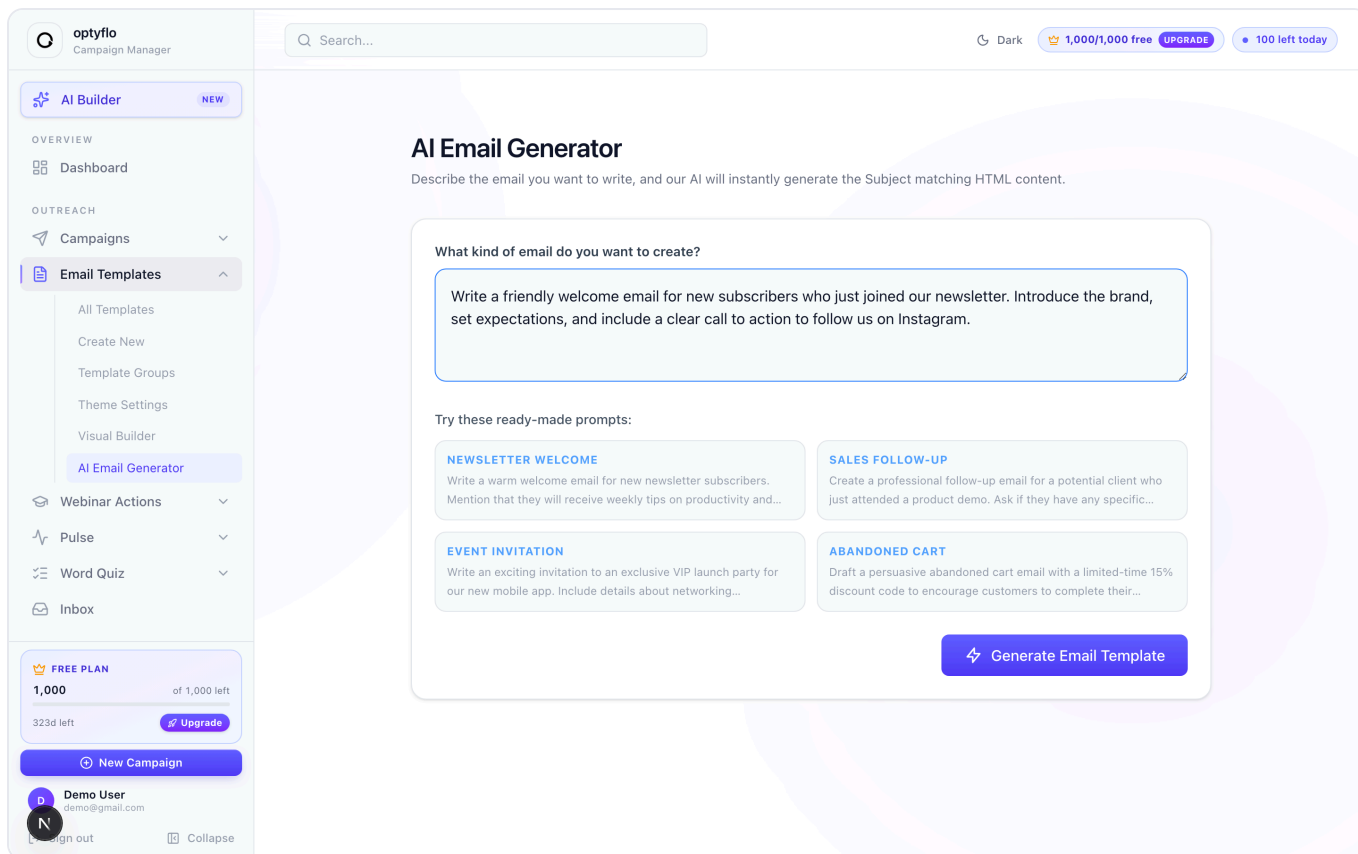 optyflo
Campaign Manager
Search...
Dark
1,000/1,000 free UPGRADE
100 left today
AI Builder NEW
OVERVIEW
Dashboard
OUTREACH
Campaigns
Email Templates
All Templates
Create New
Template Groups
Theme Settings
Visual Builder
AI Email Generator
Webinar Actions
Pulse
Word Quiz
Inbox
FREE PLAN
1,000 of 1,000 left
323d left Upgrade
New Campaign
D
Demo User
demo@gmail.com
N
Collapse
AI Email Generator
Describe the email you want to write, and our AI will instantly generate the Subject matching HTML content.
What kind of email do you want to create?
Write a friendly welcome email for new subscribers who just joined our newsletter. Introduce the brand,
set expectations, and include a clear call to action to follow us on Instagram.
Try these ready-made prompts:
NEWSLETTER WELCOME
Write a warm welcome email for new newsletter subscribers.
Mention that they will receive weekly tips on productivity and...
SALES FOLLOW-UP
Create a professional follow-up email for a potential client who
just attended a product demo. Ask if they have any specific...
EVENT INVITATION
Write an exciting invitation to an exclusive VIP launch party for
our new mobile app. Include details about networking...
ABANDONED CART
Draft a persuasive abandoned cart email with a limited-time 15%
discount code to encourage customers to complete their...
Generate Email Template